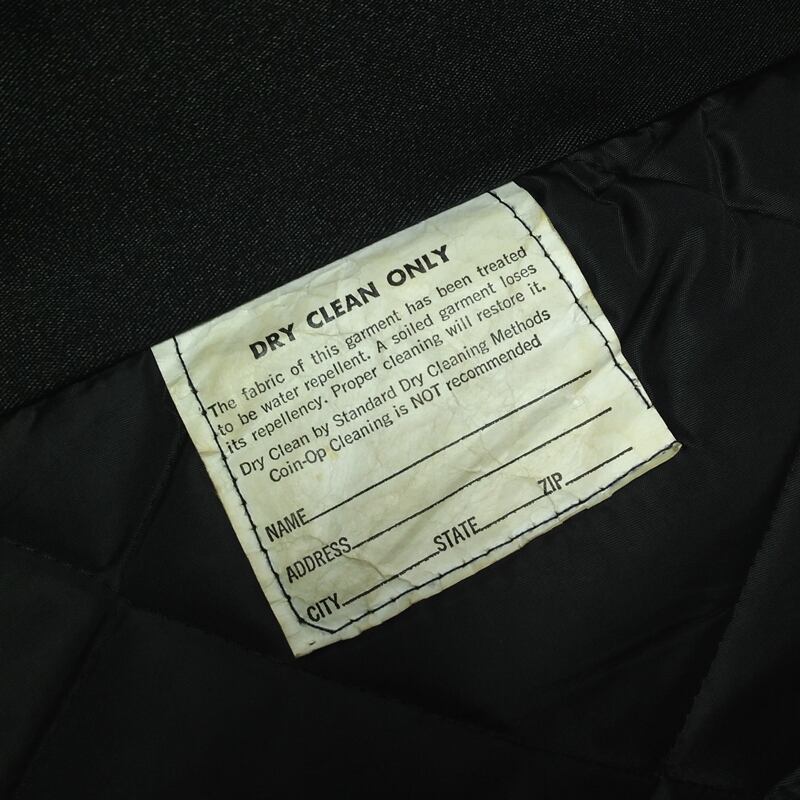 DRY CLEAN ONLY
The fabric of this garment has been treated
to be water repellent. A soiled garment loses
its repellency. Proper cleaning will restore it.
Dry Clean by Standard Dry Cleaning Methods
Coin-Op Cleaning is NOT recommended
NAME
ADDRESS
CITY STATE ZIP